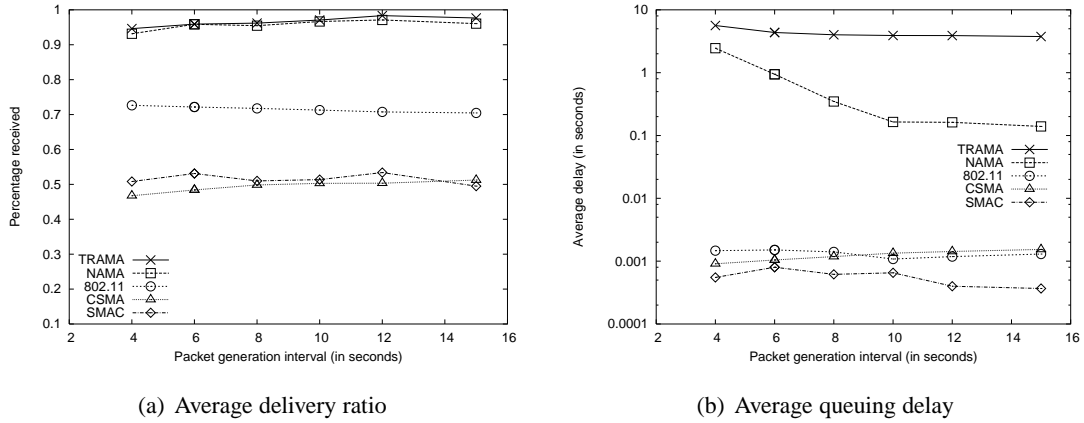 1
0.9
0.8
0.7
0.6
0.5
0.4
0.3
0.2
0.1
Percentage received
TRAMA
NAMA
802.11
CSMA
SMAC
2 4 6 8 10 12 14 16
Packet generation interval (in seconds)
(a) Average delivery ratio
10
1
0.1
0.01
0.001
0.0001
Average delay (in seconds)
TRAMA
NAMA
802.11
CSMA
SMAC
2 4 6 8 10 12 14 16
Packet generation interval (in seconds)
(b) Average queuing delay